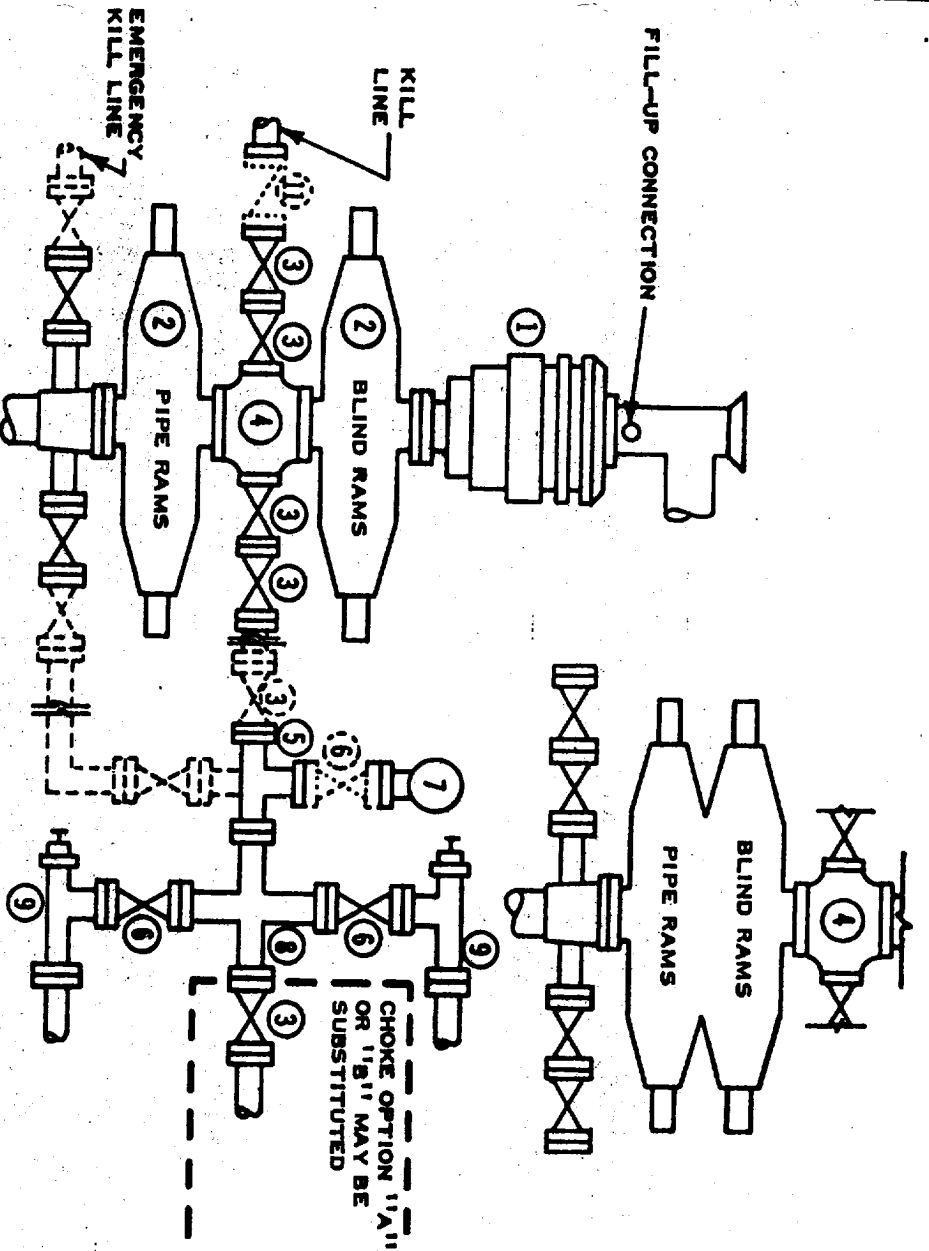 4
BLIND RAMS
PIPE RAMS
FILL-UP CONNECTION
1
9
7
KILL
LINE
CHOKE OPTION "A"
OR "B" MAY BE
SUBSTITUTED
2 BLIND RAMS
6
6
11
3
3
4
3
3
3
5
8
3
2 PIPE RAMS
6
9
EMERGENCY
KILL LINE